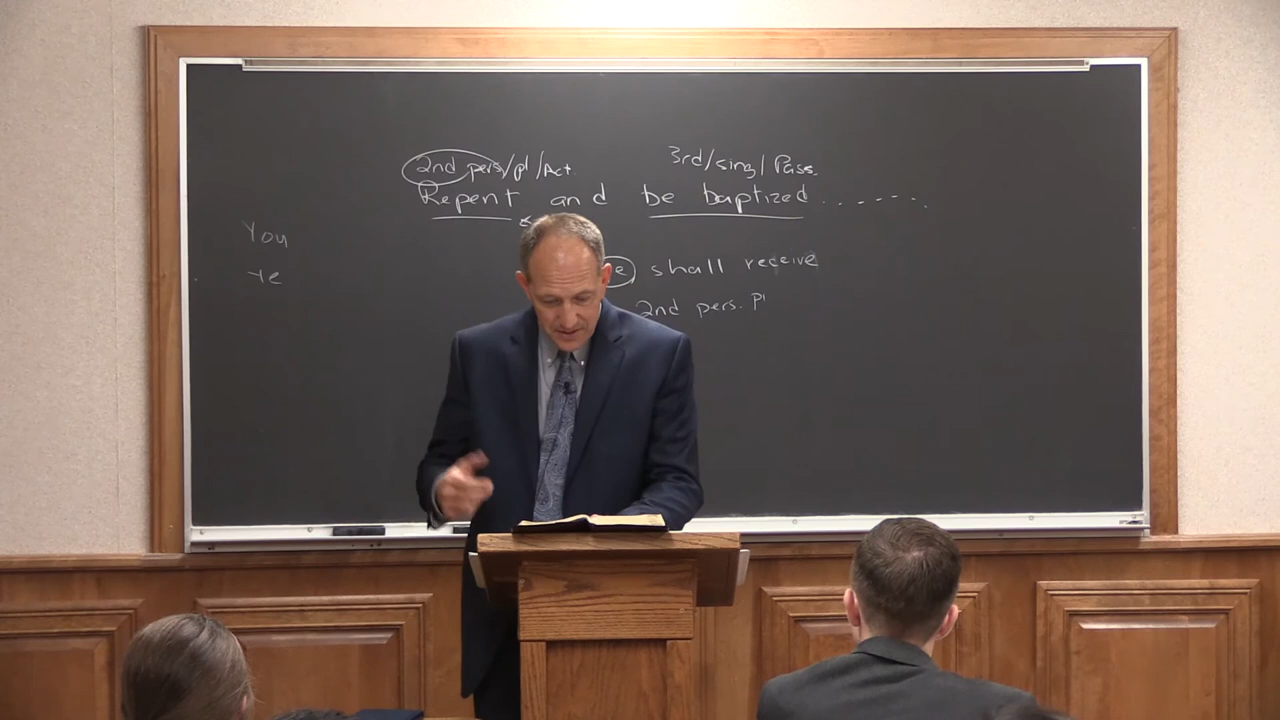 2nd pers/pl/Act. 3rd/sing/Pass.
Repent and be baptized . . . . - - - .
You
shall receive
Ye
2nd pers. pl